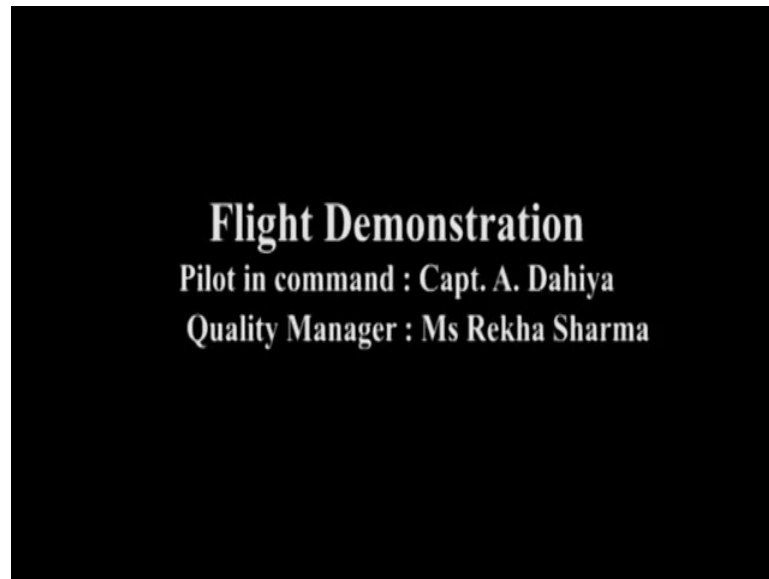 Flight Demonstration
Pilot in command : Capt. A. Dahiya
Quality Manager : Ms Rekha Sharma